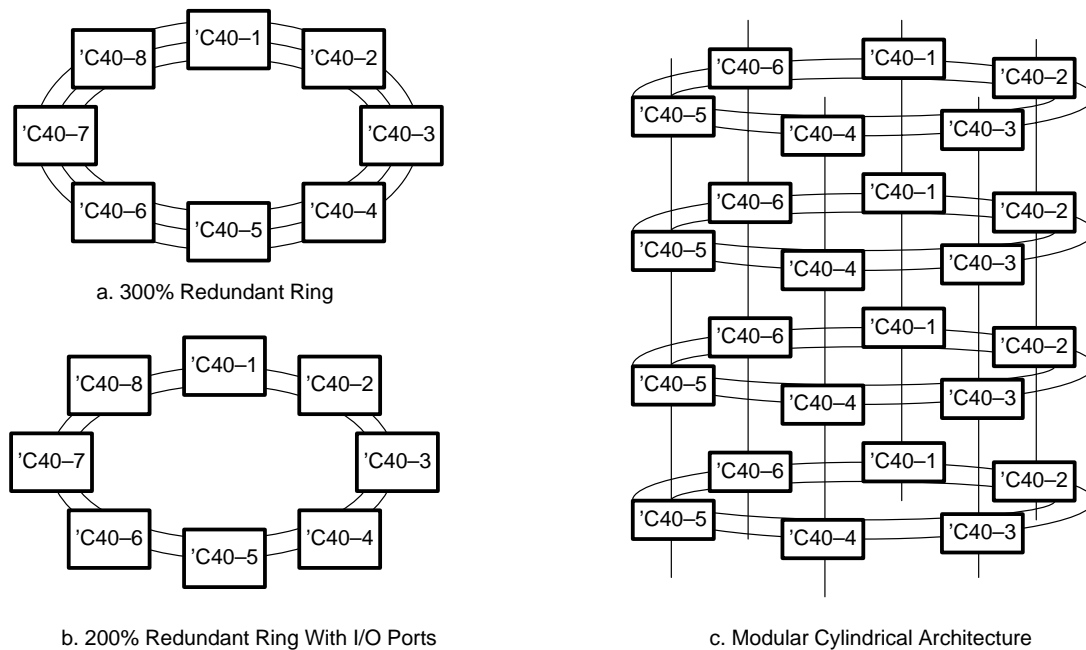 ’C40–1
’C40–8
’C40–2
’C40–7
’C40–3
’C40–6
’C40–4
’C40–5
a. 300% Redundant Ring
’C40–1
’C40–8
’C40–2
’C40–7
’C40–3
’C40–6
’C40–4
’C40–5
b. 200% Redundant Ring With I/O Ports
’C40–1
’C40–6
’C40–2
’C40–5
’C40–4
’C40–3
’C40–1
’C40–6
’C40–2
’C40–5
’C40–4
’C40–3
’C40–1
’C40–6
’C40–2
’C40–5
’C40–4
’C40–3
’C40–1
’C40–6
’C40–2
’C40–5
’C40–4
’C40–3
c. Modular Cylindrical Architecture